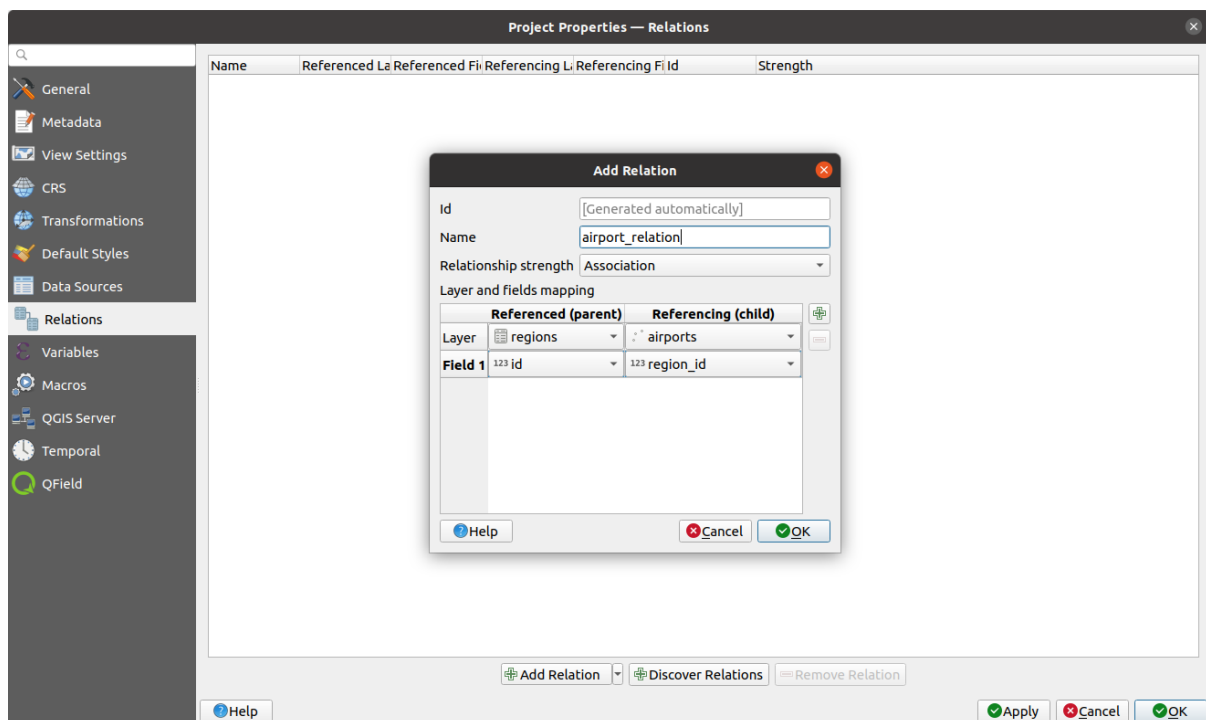 Project Properties — Relations
Name Referenced La Referenced Fi Referencing L Referencing Fi Id Strength
General
Metadata
View Settings
CRS
Transformations
Default Styles
Data Sources
Relations
Variables
Macros
QGIS Server
Temporal
QField
Add Relation
Id [Generated automatically]
Name airport_relation
Relationship strength Association
Layer and fields mapping
Referenced (parent) Referencing (child)
Layer regions airports
Field 1 123 id 123 region_id
Help Cancel OK
Add Relation Discover Relations Remove Relation
Help Apply Cancel OK